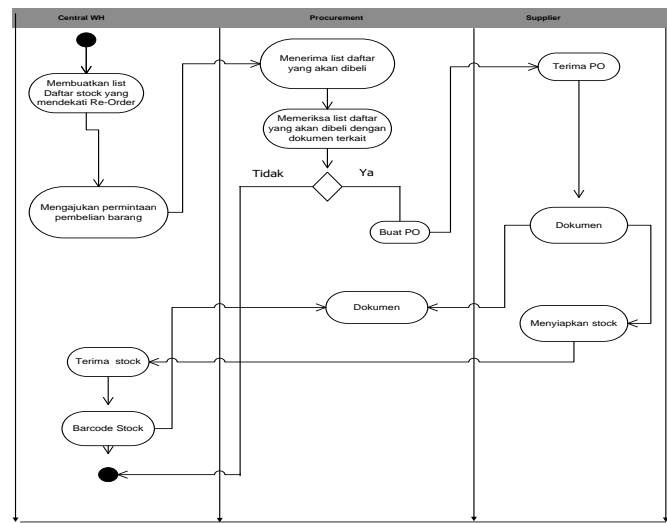 Central WH
Procurement
Supplier
Membuatkan list
Daftar stock yang
mendekati Re-Order
Menerima list daftar
yang akan dibeli
Terima PO
Memeriksa list daftar
yang akan dibeli dengan
dokumen terkait
Tidak
Ya
Mengajukan permintaan
pembelian barang
Buat PO
Dokumen
Dokumen
Menyiapkan stock
Terima stock
Barcode Stock